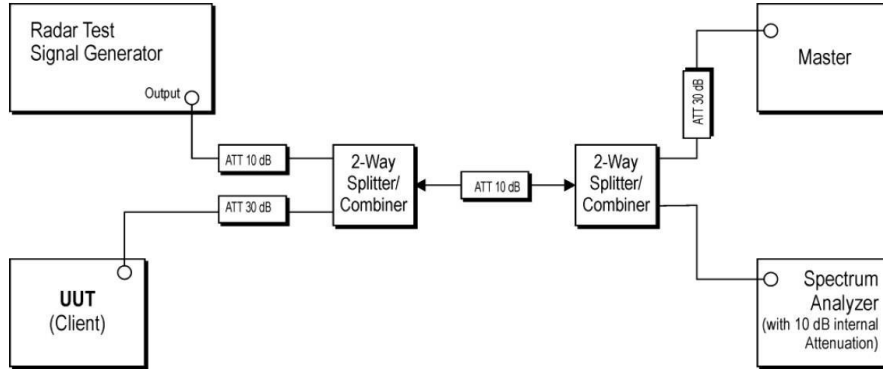 Radar Test
Signal Generator
Output
ATT 10 dB
ATT 30 dB
2-Way
Splitter/
Combiner
ATT 10 dB
2-Way
Splitter/
Combiner
ATT 30 dB
Master
UUT
(Client)
Spectrum
Analyzer
(with 10 dB internal
Attenuation)